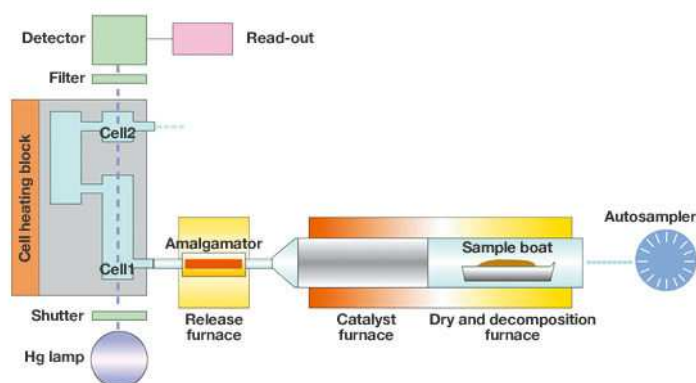 Detector
Read-out
Filter
Cell heating block
Cell2
Autosampler
Amalgamator
Sample boat
Cell1
Shutter
Release
furnace
Catalyst
furnace
Dry and decomposition
furnace
Hg lamp